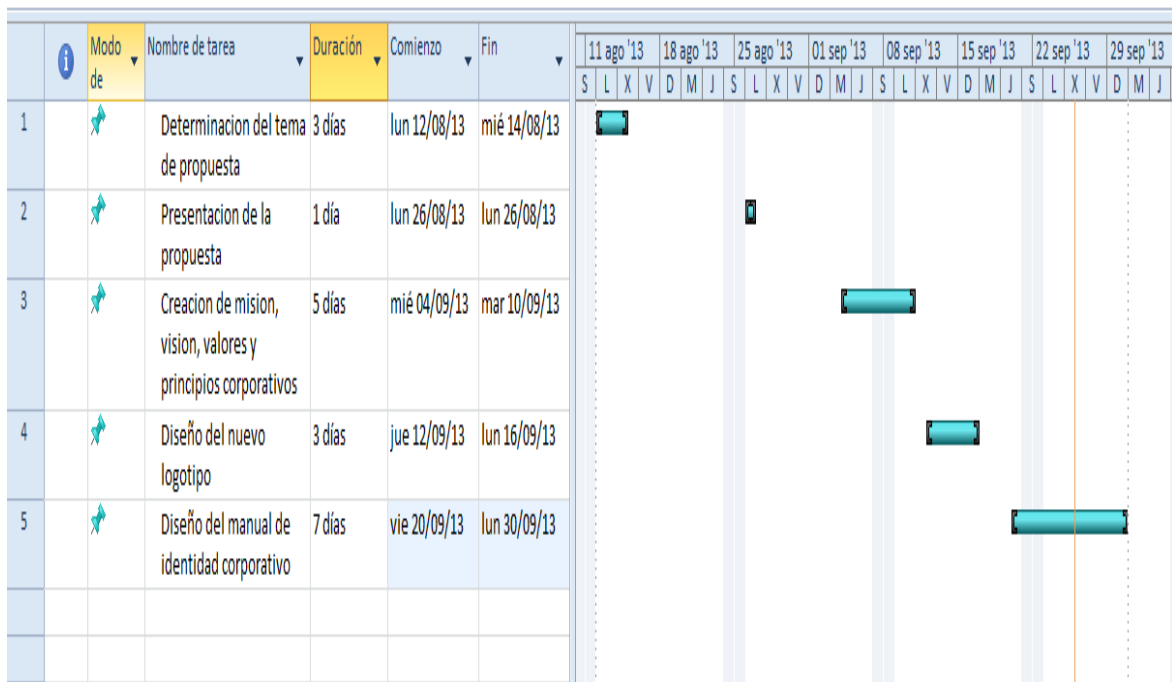 Modo de
Nombre de tarea
Duración
Comienzo
Fin
11 ago '13 18 ago '13 25 ago '13 01 sep '13 08 sep '13 15 sep '13 22 sep '13 29 sep '13
S L X V D M J S L X V D M J S L X V D M J S L X V D M J
1 Determinacion del tema 3 días lun 12/08/13 mié 14/08/13
de propuesta
2 Presentacion de la 1 día lun 26/08/13 lun 26/08/13
propuesta
3 Creacion de mision, 5 días mié 04/09/13 mar 10/09/13
vision, valores y
principios corporativos
4 Diseño del nuevo 3 días jue 12/09/13 lun 16/09/13
logotipo
5 Diseño del manual de 7 días vie 20/09/13 lun 30/09/13
identidad corporativo